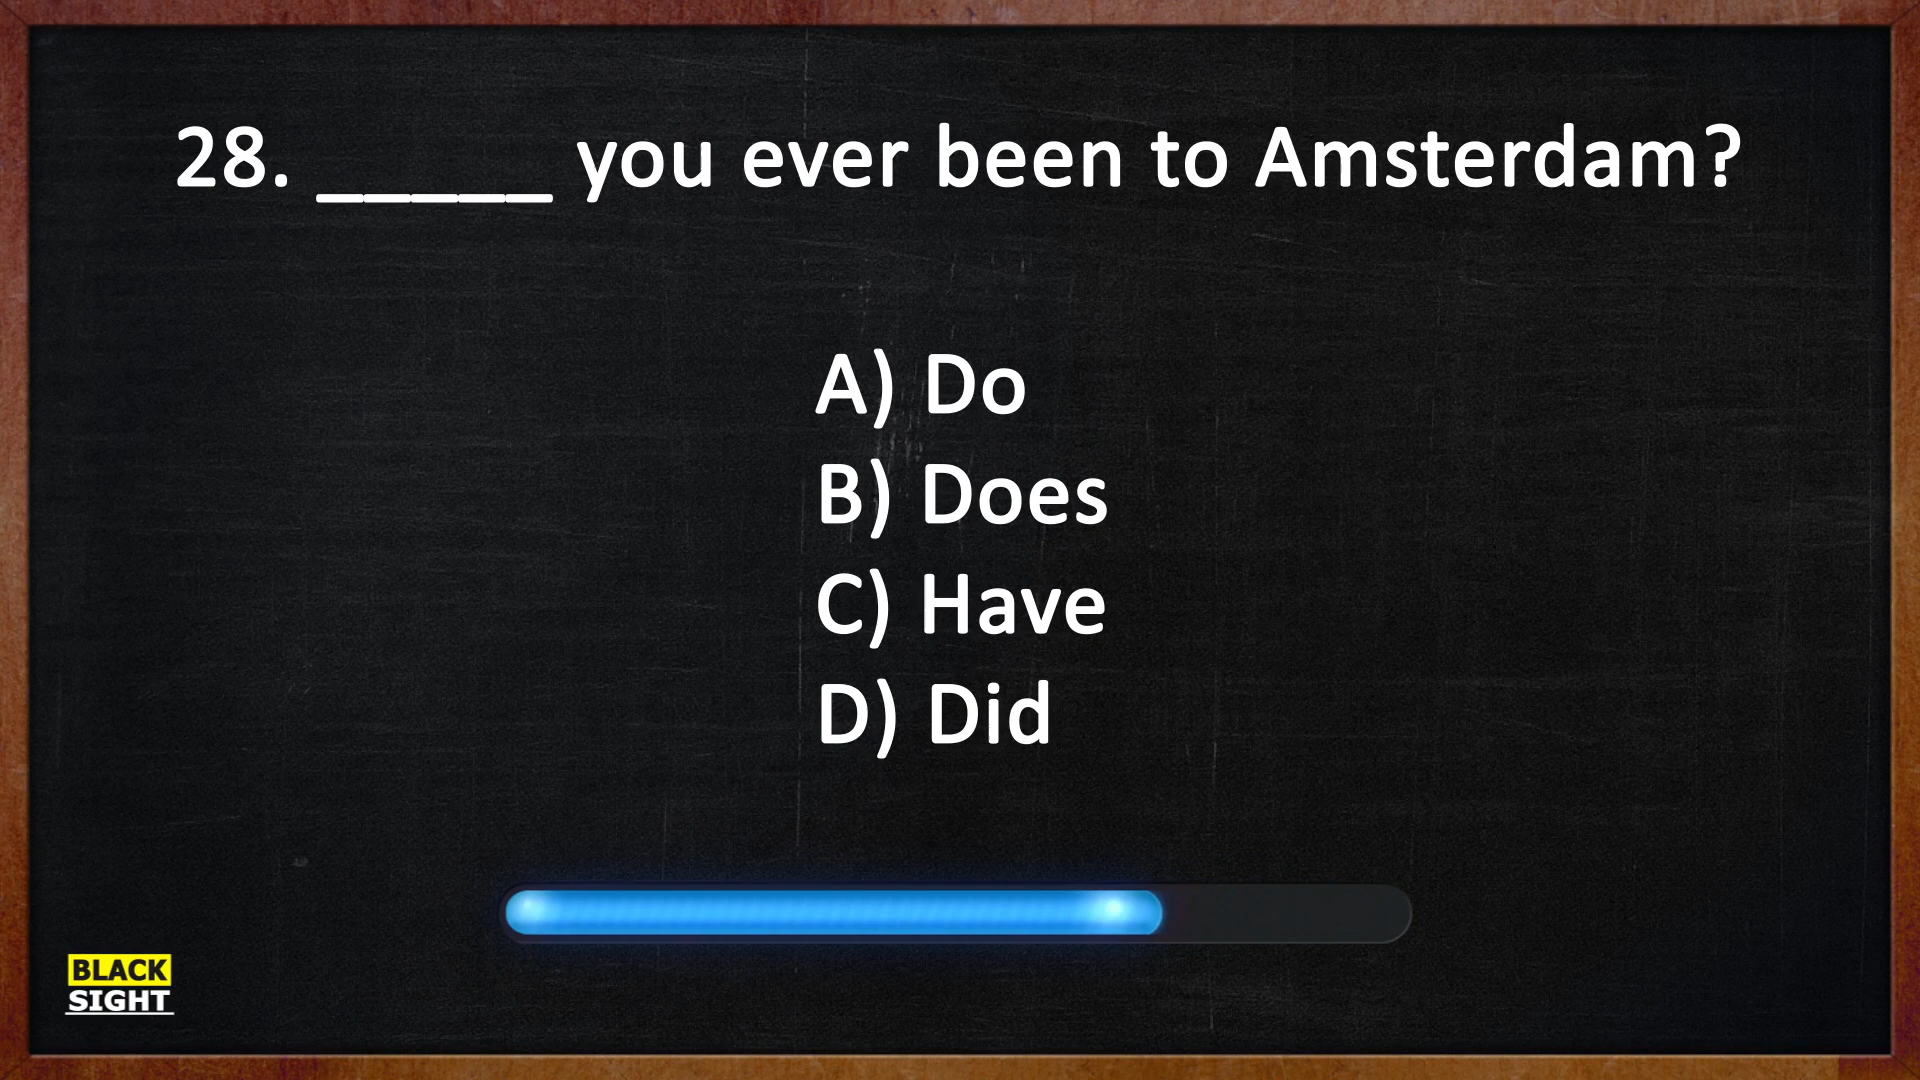 28. _____ you ever been to Amsterdam?
A) Do
B) Does
C) Have
D) Did
BLACK
SIGHT